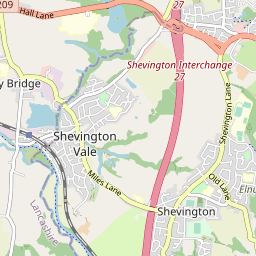 27
Hall Lane
209
Shevington Interchange
27
y Bridge
Shevington Lane
Shevington
Vale
Miles Lane
Old Lane
Elnu
Shevington
Lancashire